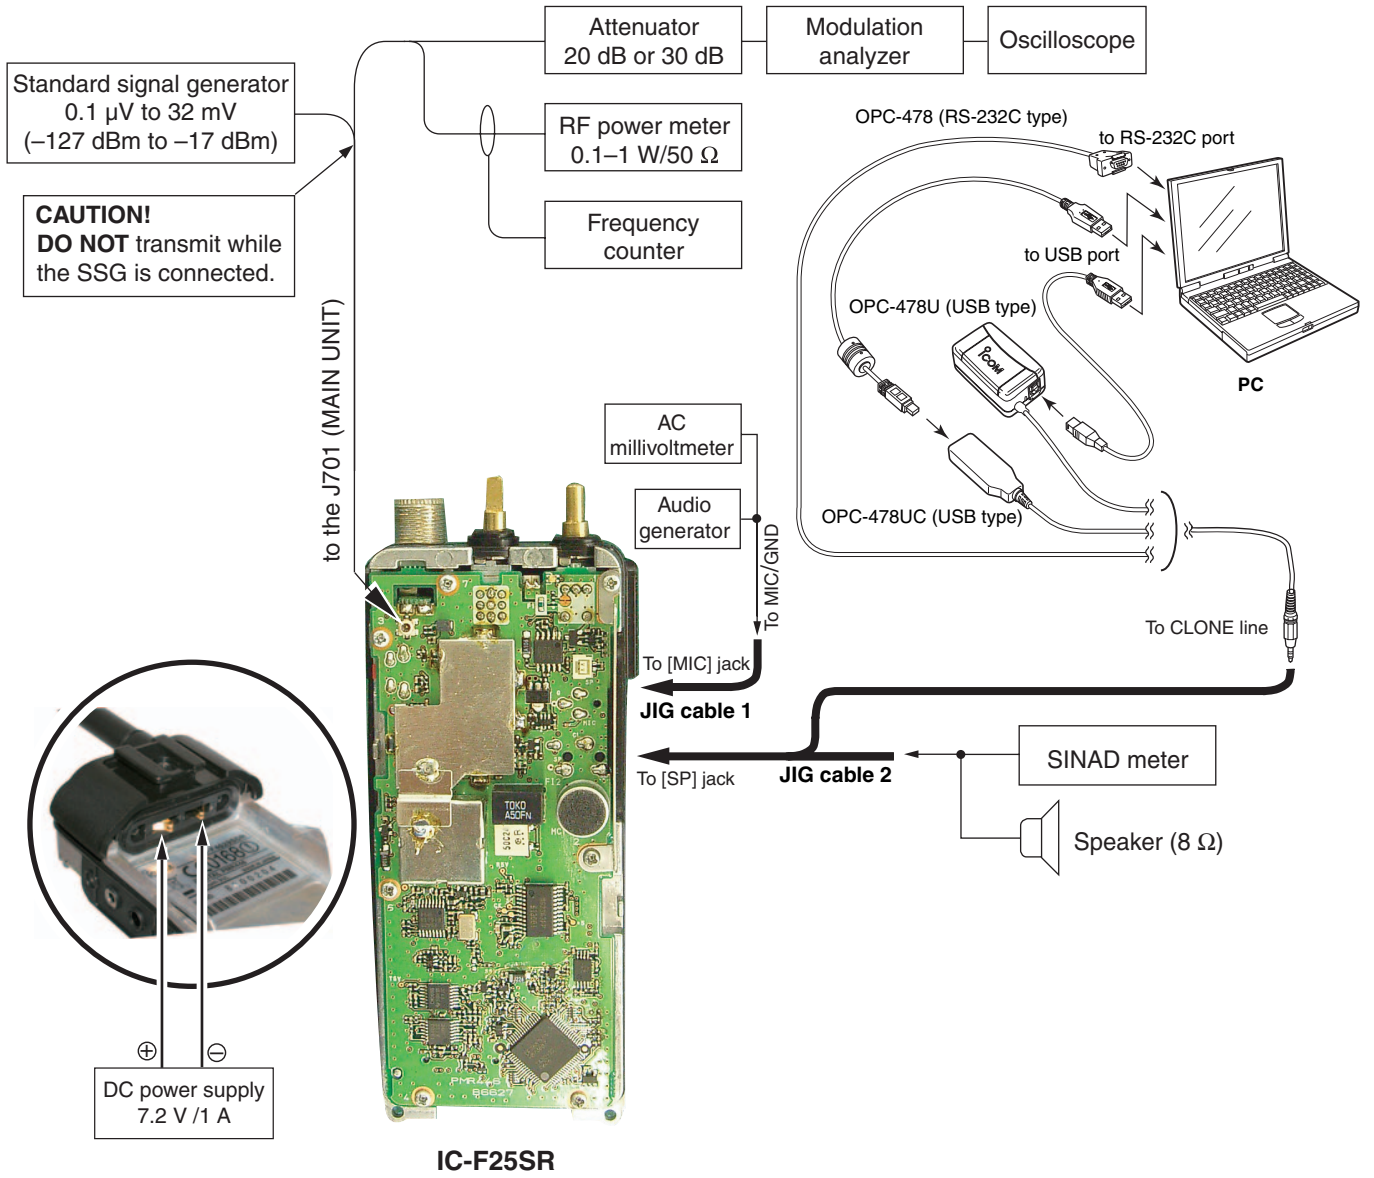 Attenuator
20 dB or 30 dB
Modulation
analyzer
Oscilloscope
Standard signal generator
0.1 µV to 32 mV
(–127 dBm to –17 dBm)
RF power meter
0.1–1 W/50 Ω
Frequency
counter
CAUTION!
DO NOT transmit while
the SSG is connected.
to the J701 (MAIN UNIT)
OPC-478 (RS-232C type)
to RS-232C port
to USB port
OPC-478U (USB type)
iCOM
PC
OPC-478UC (USB type)
AC
millivoltmeter
Audio
generator
To MIC/GND
To CLONE line
To [MIC] jack
JIG cable 1
To [SP] jack
JIG cable 2
SINAD meter
Speaker (8 Ω)
TOKO
A50FN
MC
PMR446
B6627
⊕
⊖
DC power supply
7.2 V /1 A
IC-F25SR